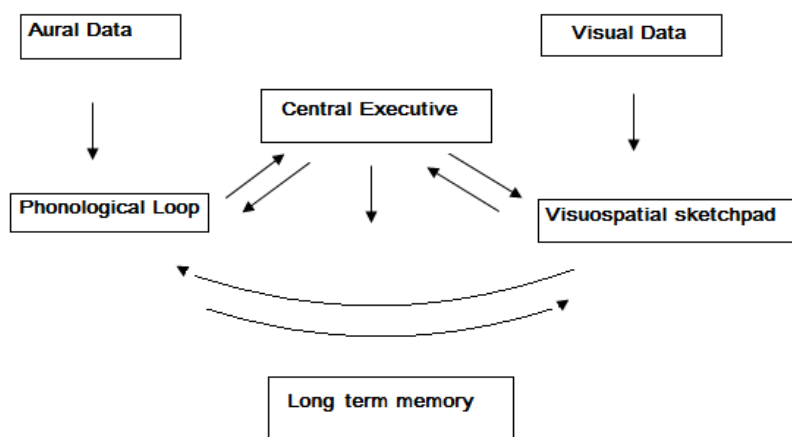 Aural Data
Visual Data
Central Executive
Phonological Loop
Visuospatial sketchpad
Long term memory